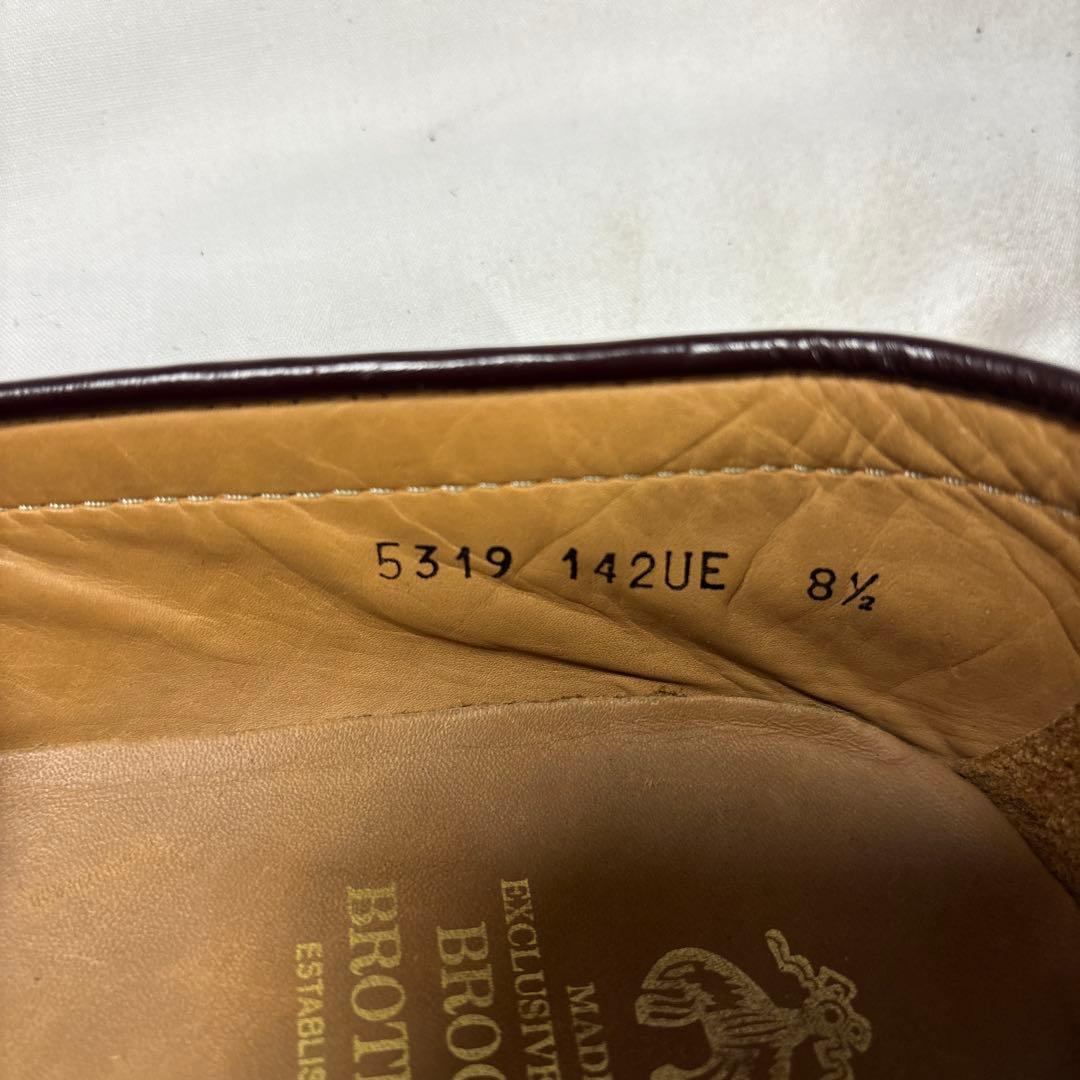 5319 142UE 8½
MADE
EXCLUSIVE
BROO
BROT
ESTABLIS